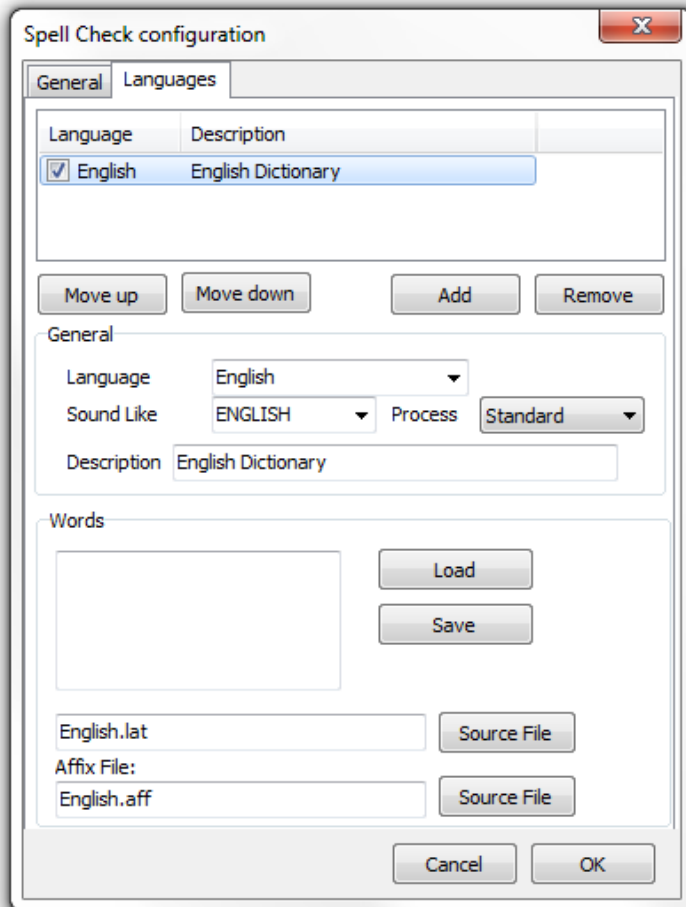 Spell Check configuration
General Languages
Language Description
English English Dictionary
Move up Move down Add Remove
General
Language English
Sound Like ENGLISH Process Standard
Description English Dictionary
Words
Load
Save
English.lat Source File
Affix File:
English.aff Source File
Cancel OK